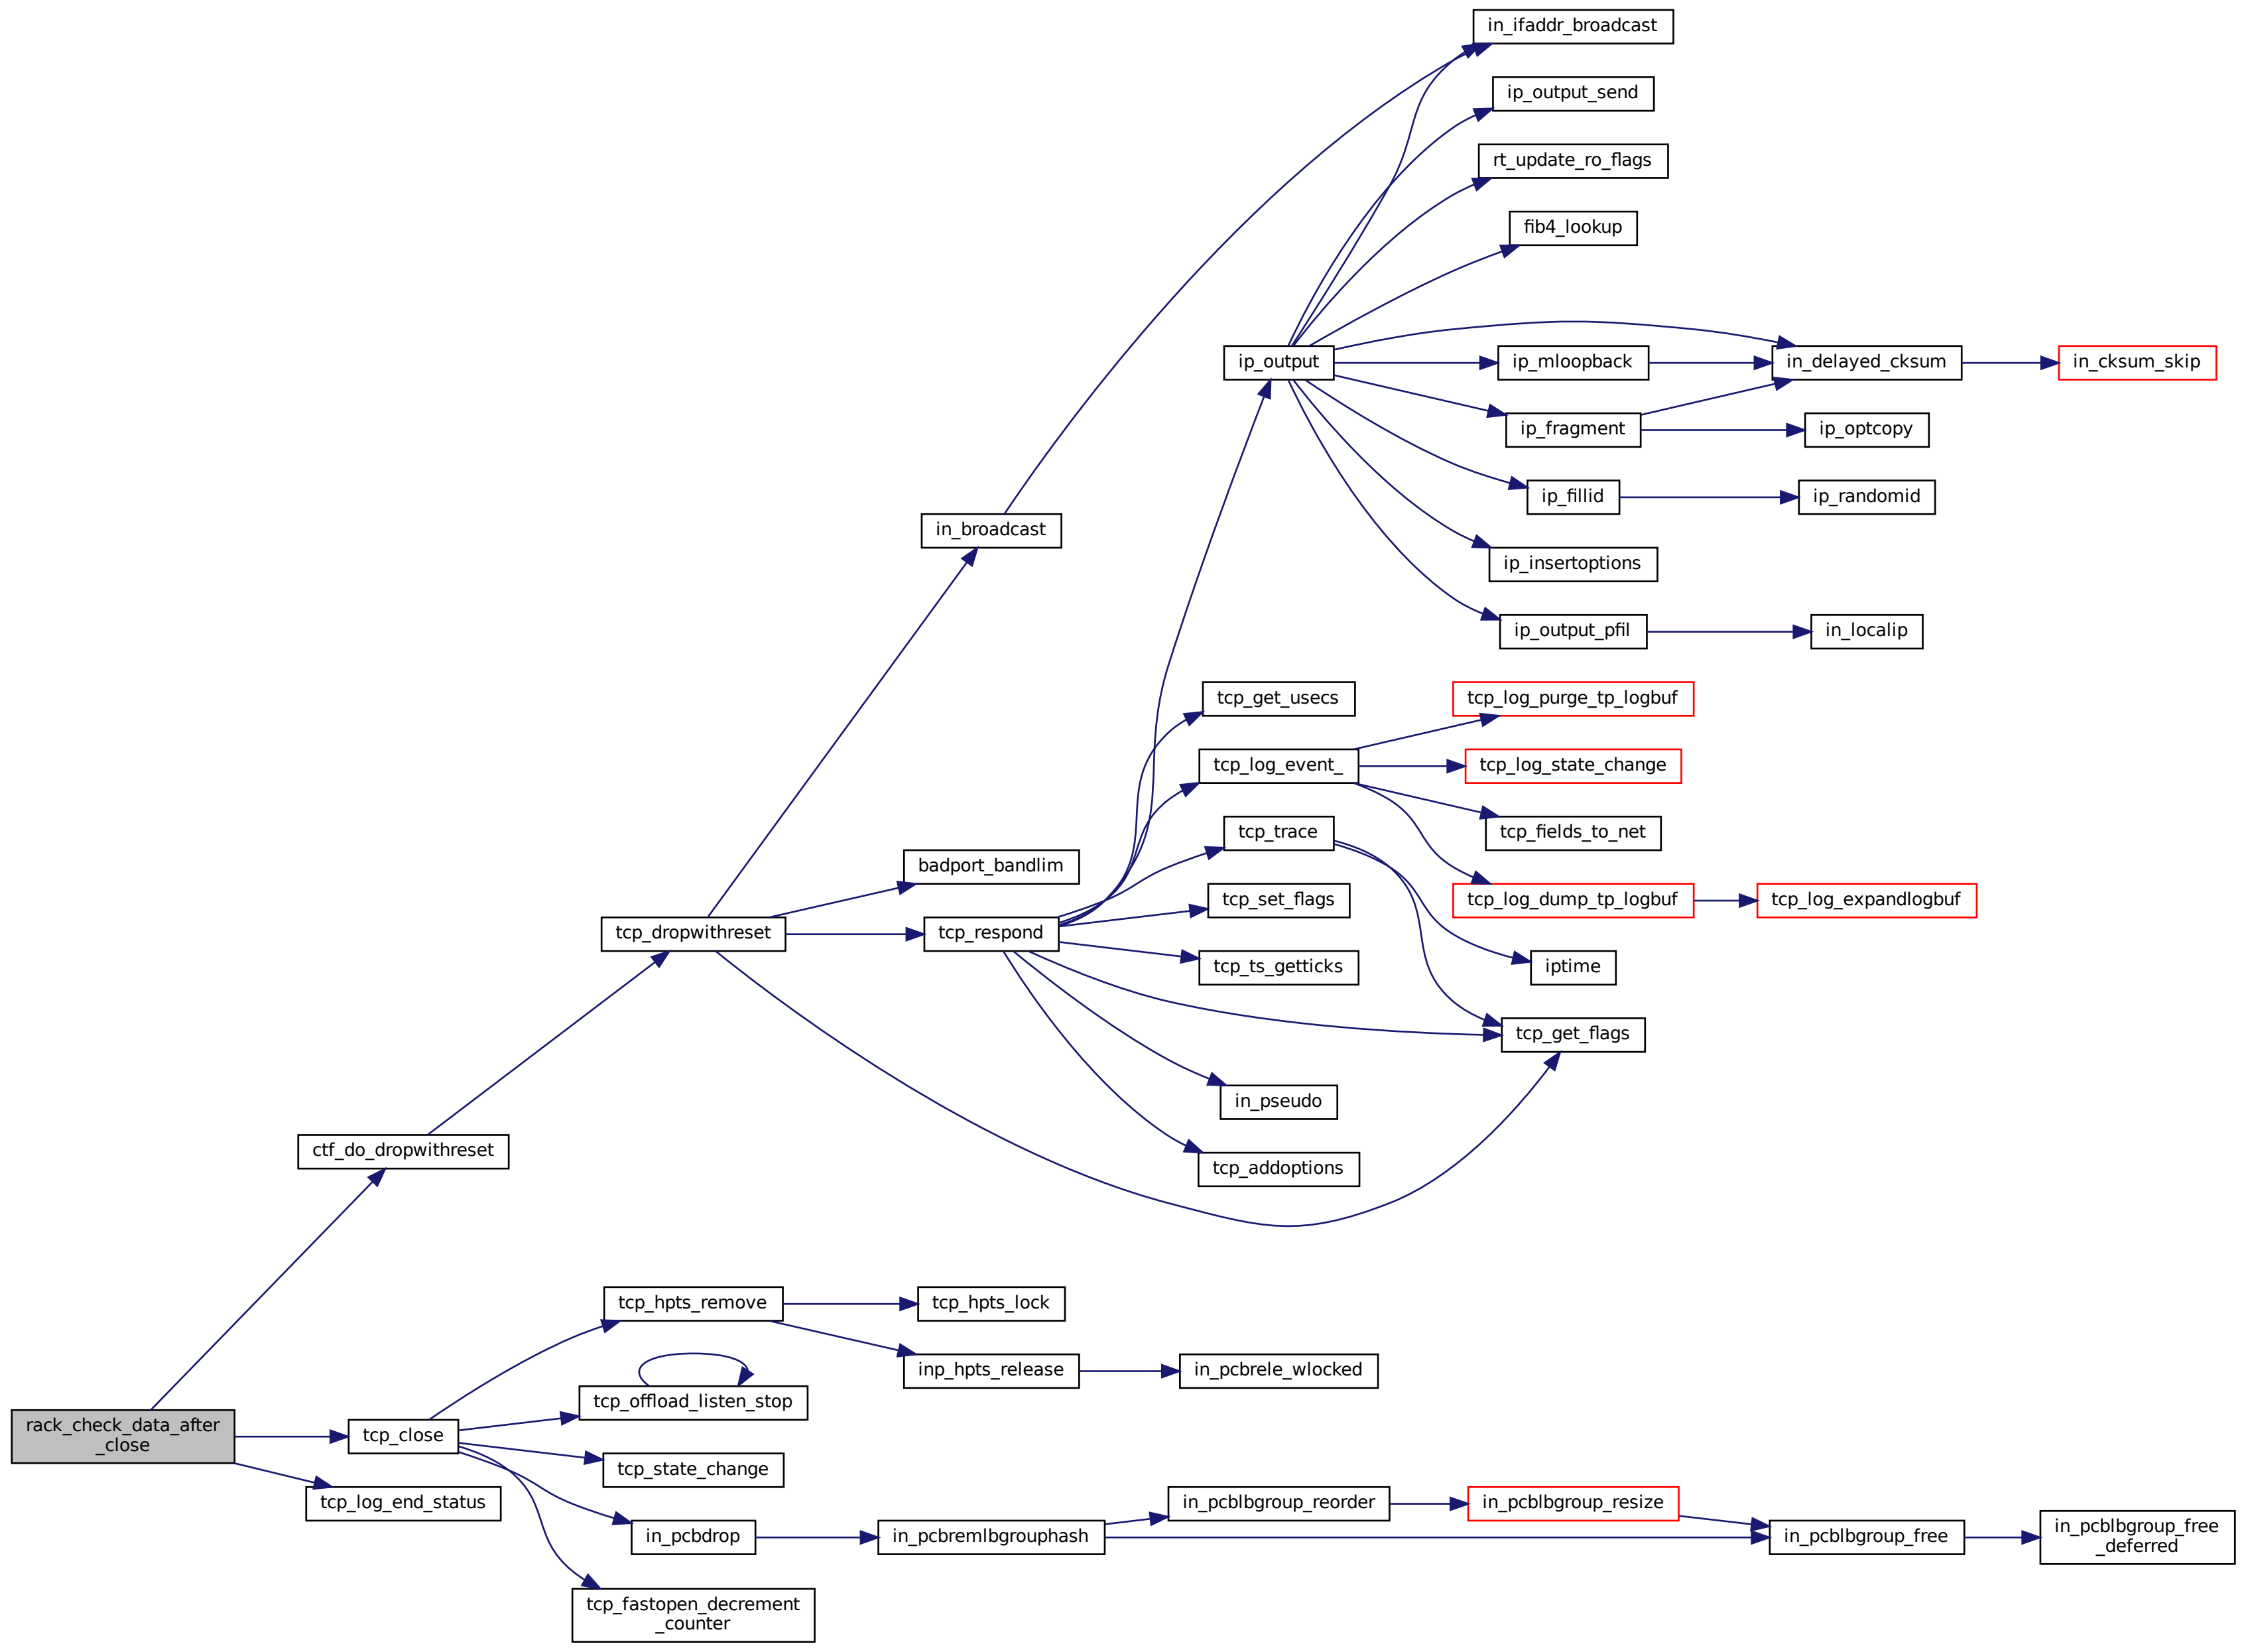 in_ifaddr_broadcast
ip_output_send
rt_update_ro_flags
fib4_lookup
ip_output
ip_mloopback
in_delayed_cksum
in_cksum_skip
ip_fragment
ip_optcopy
ip_fillid
ip_randomid
in_broadcast
ip_insertoptions
ip_output_pfil
in_localip
tcp_get_usecs
tcp_log_purge_tp_logbuf
tcp_log_event_
tcp_log_state_change
tcp_trace
tcp_fields_to_net
badport_bandlim
tcp_set_flags
tcp_log_dump_tp_logbuf
tcp_log_expandlogbuf
tcp_dropwithreset
tcp_respond
tcp_ts_getticks
iptime
tcp_get_flags
in_pseudo
ctf_do_dropwithreset
tcp_addoptions
tcp_hpts_remove
tcp_hpts_lock
inp_hpts_release
in_pcbrele_wlocked
tcp_offload_listen_stop
rack_check_data_after
_close
tcp_close
tcp_state_change
tcp_log_end_status
in_pcblbgroup_reorder
in_pcblbgroup_resize
in_pcbdrop
in_pcbremlbgrouphash
in_pcblbgroup_free
in_pcblbgroup_free
_deferred
tcp_fastopen_decrement
_counter